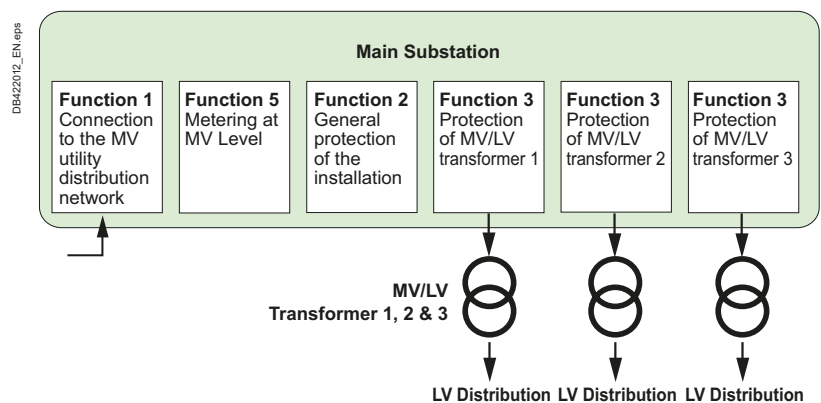 DB422012_EN.eps
Main Substation
Function 1
Connection
to the MV
utility
distribution
network
Function 5
Metering at
MV Level
Function 2
General
protection
of the
installation
Function 3
Protection
of MV/LV
transformer 1
Function 3
Protection
of MV/LV
transformer 2
Function 3
Protection
of MV/LV
transformer 3
MV/LV
Transformer 1, 2 & 3
LV Distribution
LV Distribution
LV Distribution